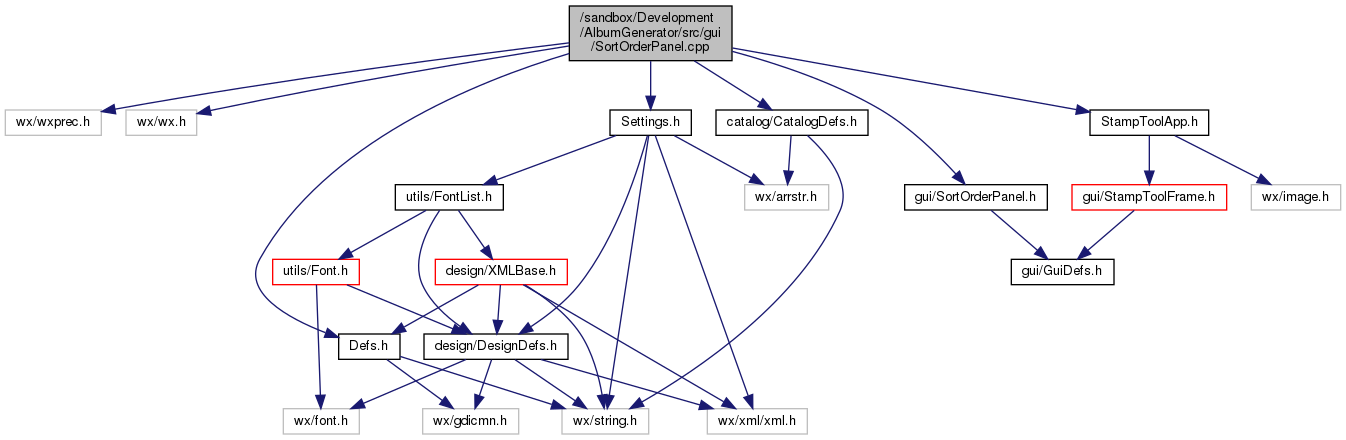 /sandbox/Development
/AlbumGenerator/src/gui
/SortOrderPanel.cpp
wx/wxprec.h
wx/wx.h
Settings.h
catalog/CatalogDefs.h
StampToolApp.h
utils/FontList.h
wx/arrstr.h
gui/SortOrderPanel.h
gui/StampToolFrame.h
wx/image.h
utils/Font.h
design/XMLBase.h
gui/GuiDefs.h
Defs.h
design/DesignDefs.h
wx/font.h
wx/gdicmn.h
wx/string.h
wx/xml/xml.h